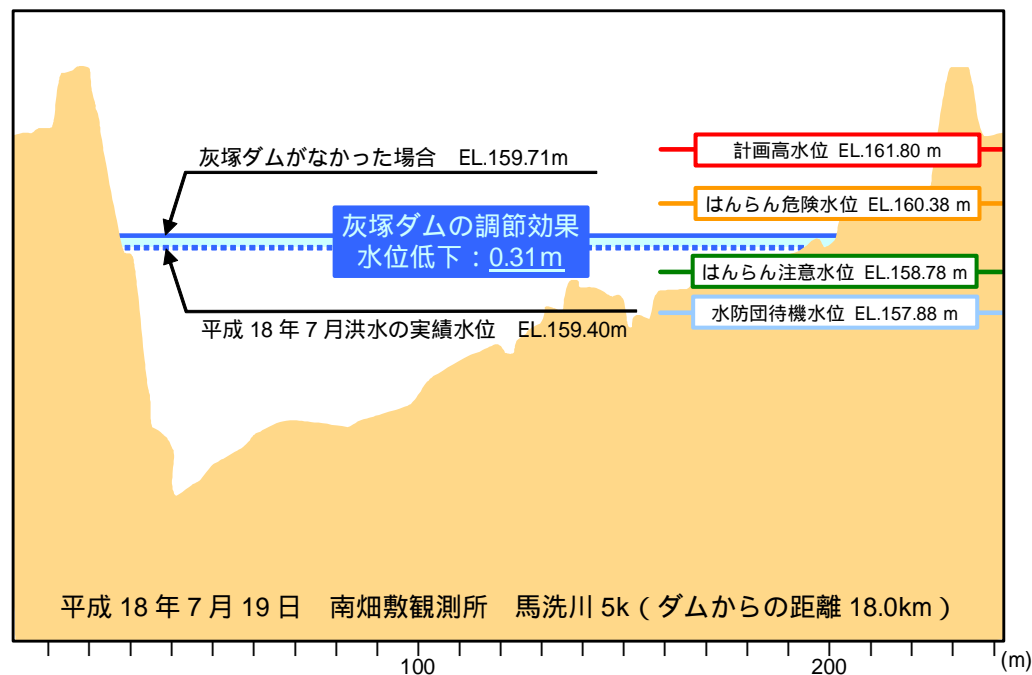 灰塚ダムがなかった場合 EL.159.71m
計画高水位 EL.161.80 m
はんらん危険水位 EL.160.38 m
灰塚ダムの調節効果
水位低下：0.31m
はんらん注意水位 EL.158.78 m
水防団待機水位 EL.157.88 m
平成 18 年 7 月洪水の実績水位 EL.159.40m
平成 18 年 7 月 19 日 南畑敷観測所 馬洗川 5k（ダムからの距離 18.0km）
100
200
(m)